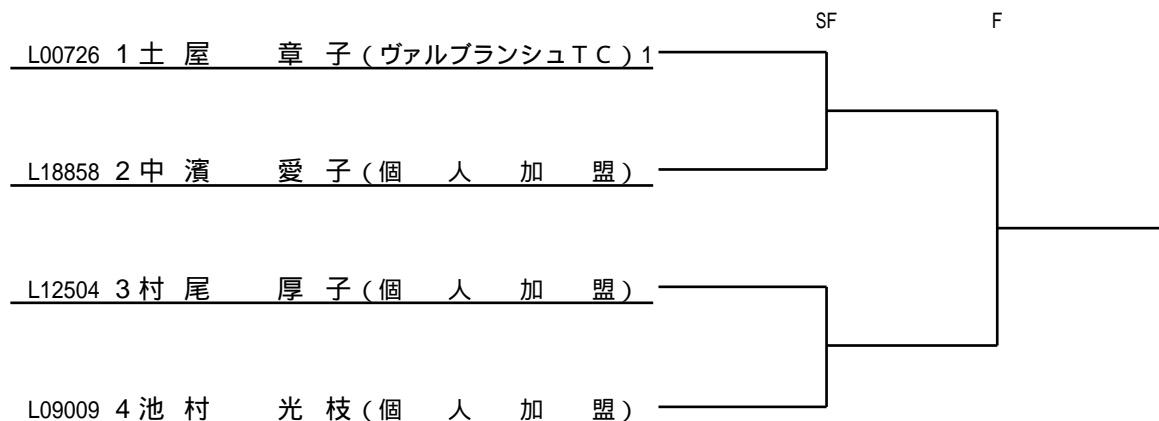 SF F
L00726 1 土屋 章子(ヴァルブランシュTC) 1
L18858 2 中濱 愛子(個人加盟)
L12504 3 村尾 厚子(個人加盟)
L09009 4 池村 光枝(個人加盟)